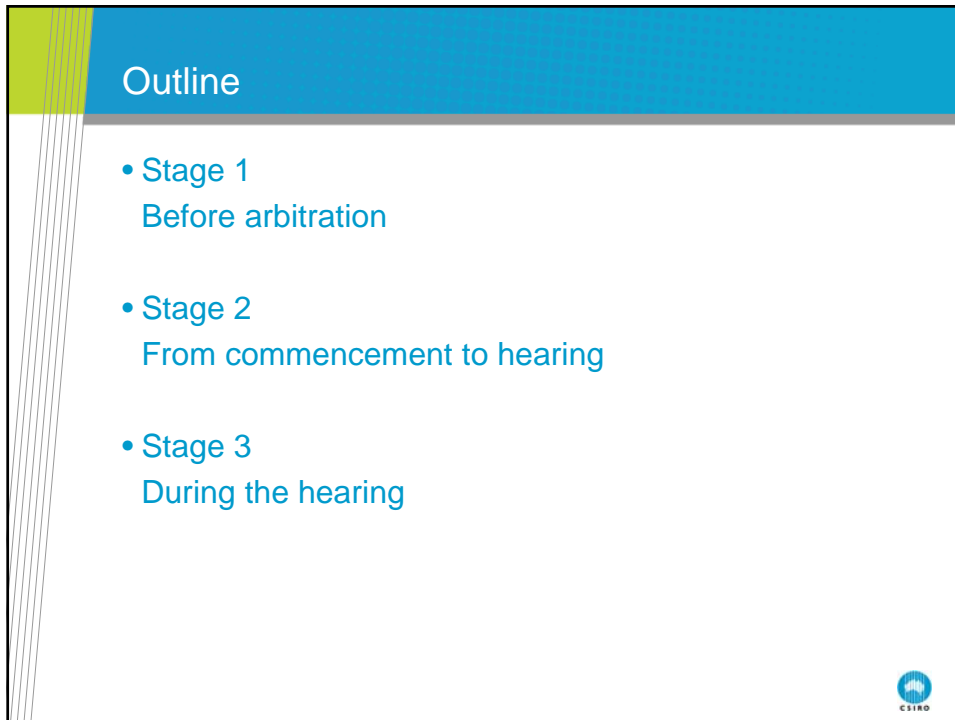 Outline
• Stage 1
Before arbitration
• Stage 2
From commencement to hearing
• Stage 3
During the hearing
CSIRO